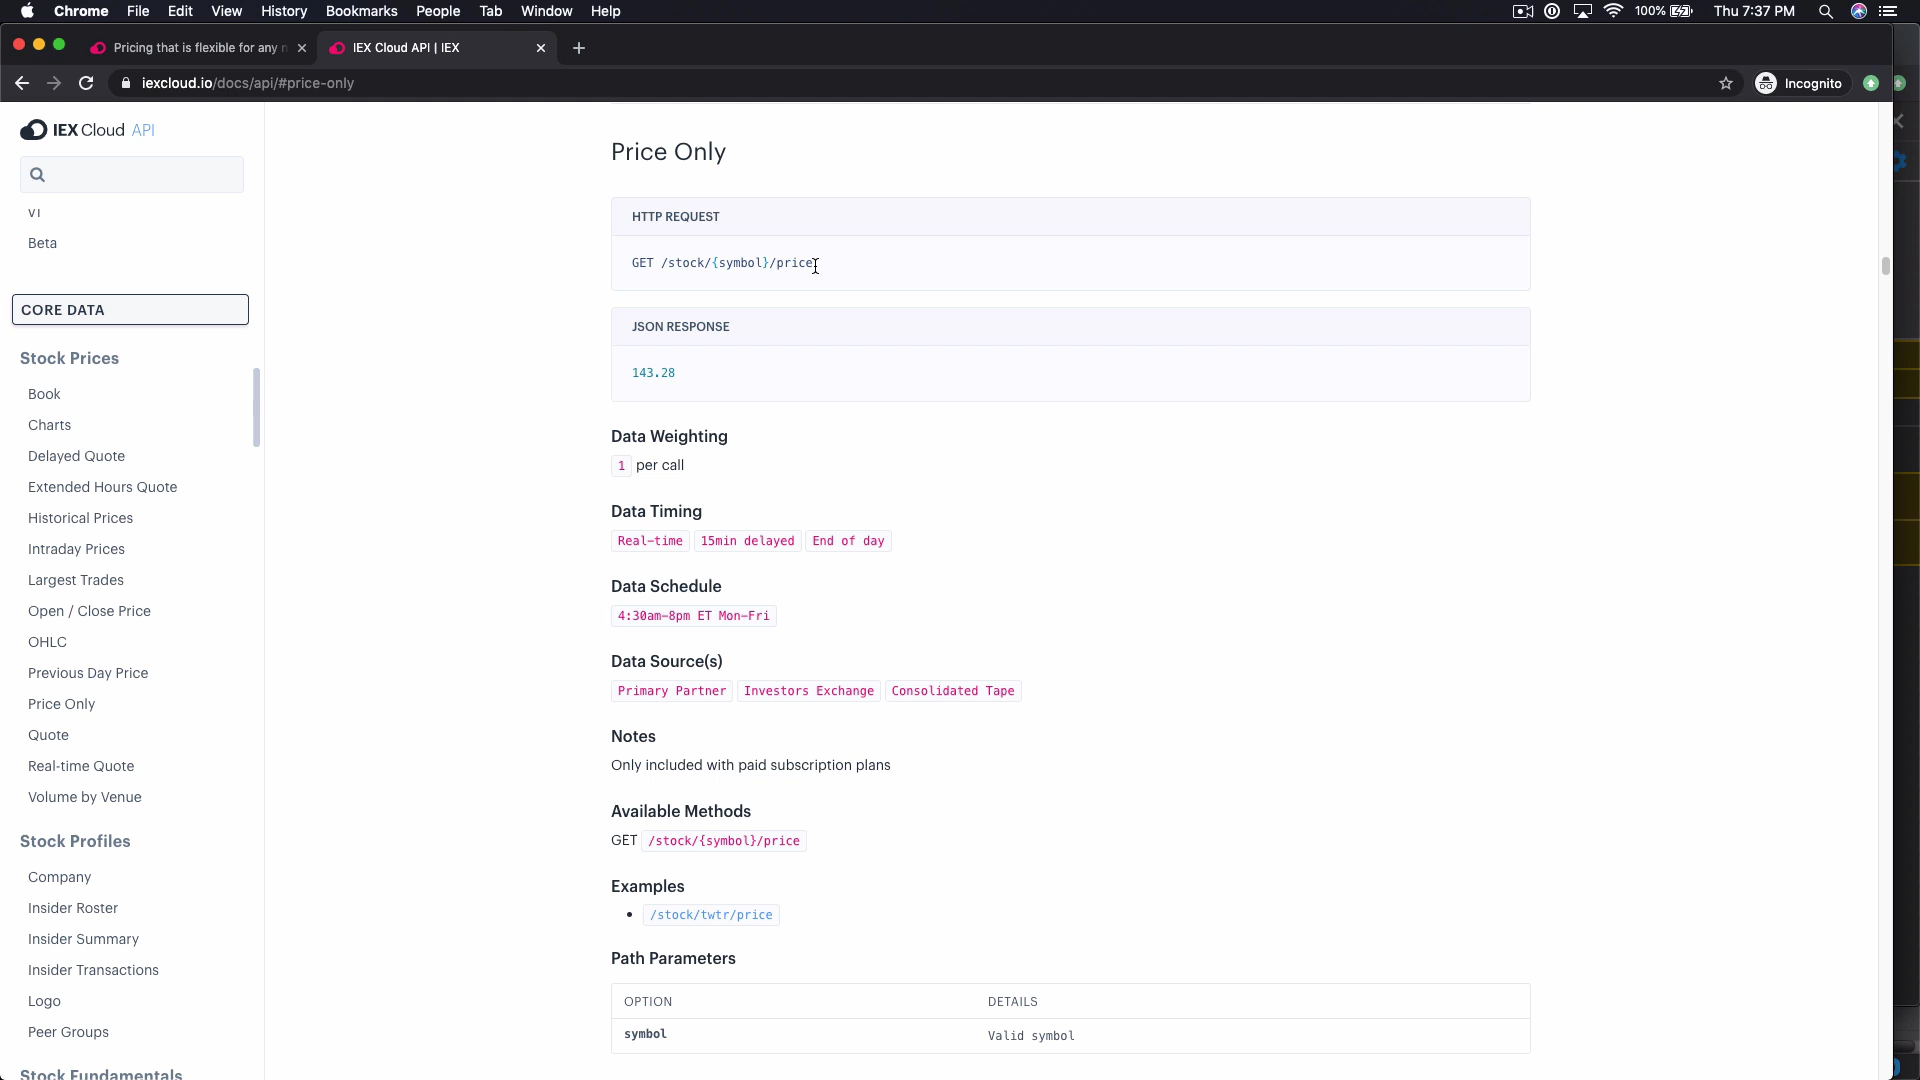 Chrome File Edit View History Bookmarks People Tab Window Help 100% Thu 7:37 PM
Pricing that is flexible for any n
IEX Cloud API | IEX
iexcloud.io/docs/api/#price-only
Incognito
IEX Cloud API
V1
Beta
CORE DATA
Stock Prices
Book
Charts
Delayed Quote
Extended Hours Quote
Historical Prices
Intraday Prices
Largest Trades
Open / Close Price
OHLC
Previous Day Price
Price Only
Quote
Real-time Quote
Volume by Venue
Stock Profiles
Company
Insider Roster
Insider Summary
Insider Transactions
Logo
Peer Groups
Stock Fundamentals
Price Only
HTTP REQUEST
GET /stock/{symbol}/price
JSON RESPONSE
143.28
Data Weighting
1 per call
Data Timing
Real-time 15min delayed End of day
Data Schedule
4:30am-8pm ET Mon-Fri
Data Source(s)
Primary Partner Investors Exchange Consolidated Tape
Notes
Only included with paid subscription plans
Available Methods
GET /stock/{symbol}/price
Examples
/stock/twtr/price
Path Parameters
OPTION DETAILS
symbol Valid symbol